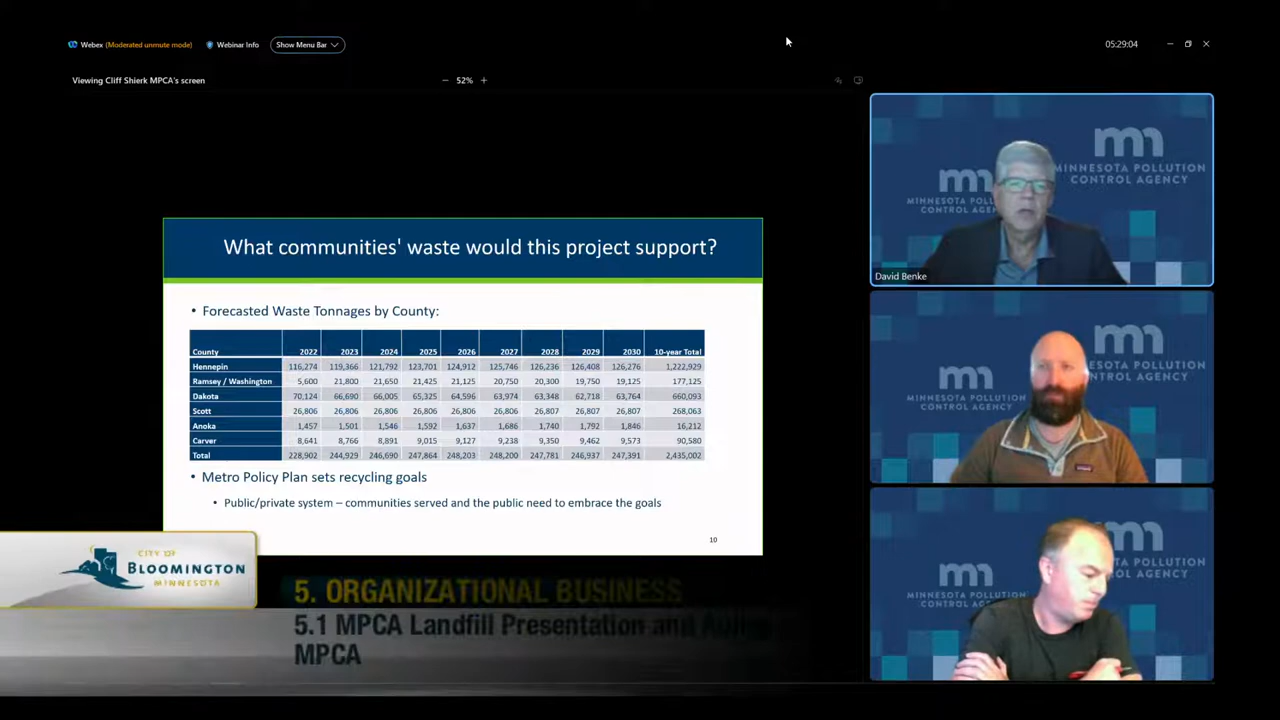 Webex (Moderated unmute mode) Webinar Info Show Menu Bar 05:29:04
Viewing Cliff Shierk MPCA's screen 52%
What communities' waste would this project support?
• Forecasted Waste Tonnages by County:
County 2022 2023 2024 2025 2026 2027 2028 2029 2030 10-year Total
Hennepin 116,274 119,366 121,792 123,701 124,912 125,746 126,236 126,408 126,276 1,222,929
Ramsey / Washington 5,600 21,800 21,650 21,425 21,125 20,750 20,300 19,750 19,125 177,125
Dakota 70,124 66,690 66,005 65,325 64,596 63,974 63,348 62,718 63,764 660,093
Scott 26,806 26,806 26,806 26,806 26,806 26,806 26,807 26,807 26,807 268,063
Anoka 1,457 1,501 1,546 1,592 1,637 1,686 1,740 1,792 1,846 16,212
Carver 8,641 8,766 8,891 9,015 9,127 9,238 9,350 9,462 9,573 90,580
Total 228,902 244,929 246,690 247,864 248,203 248,200 247,781 246,937 247,391 2,435,002
• Metro Policy Plan sets recycling goals
• Public/private system – communities served and the public need to embrace the goals
10
MINNESOTA POLLUTION
CONTROL AGENCY
MINNESOTA POLLUTION
CONTROL AGENCY
David Benke
MINNESOTA POLLUTION
CONTROL AGENCY
MINNESOTA POLLUTION
CITY OF
BLOOMINGTON
MINNESOTA
5. ORGANIZATIONAL BUSINESS
5.1 MPCA Landfill Presentation and
MPCA